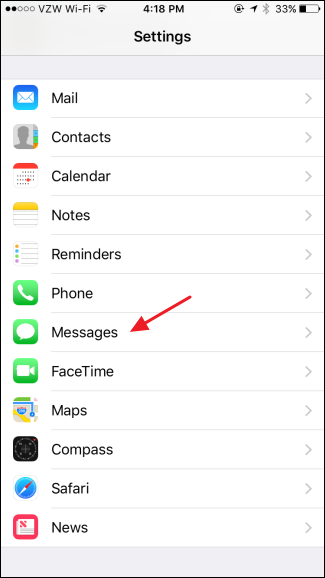 VZW Wi-Fi 4:18 PM 33%
Settings
Mail
Contacts
Calendar
Notes
Reminders
Phone
Messages
FaceTime
Maps
Compass
Safari
News